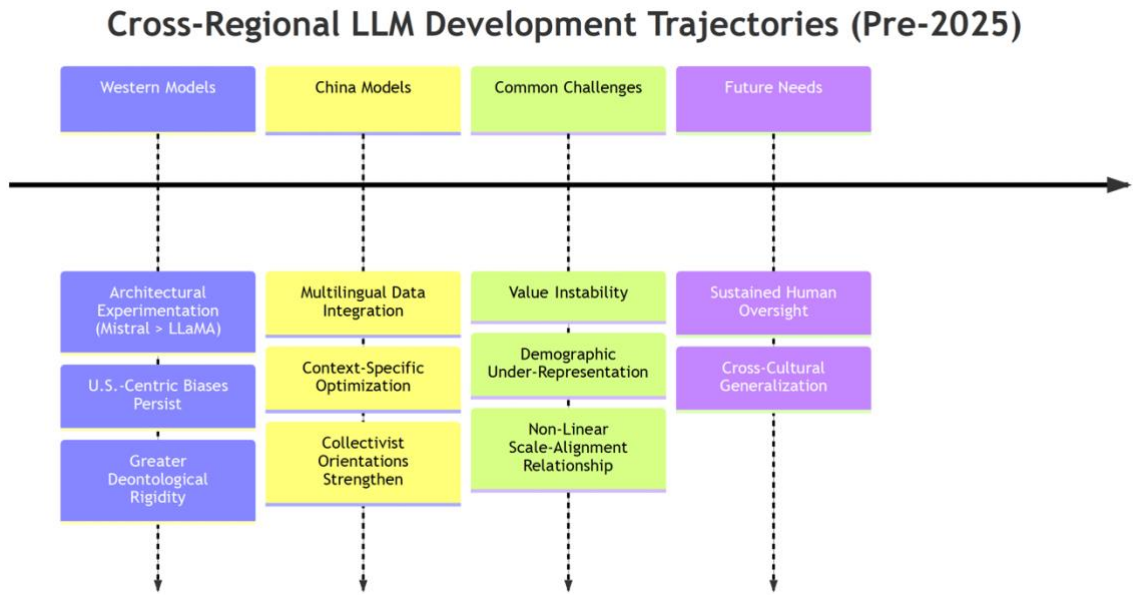 Cross-Regional LLM Development Trajectories (Pre-2025)
Western Models
China Models
Common Challenges
Future Needs
Architectural
Experimentation
(Mistral > LLaMA)
U.S.-Centric Biases
Persist
Greater
Deontological
Rigidity
Multilingual Data
Integration
Context-Specific
Optimization
Collectivist
Orientations
Strengthen
Value Instability
Demographic
Under-Representation
Non-Linear
Scale-Alignment
Relationship
Sustained Human
Oversight
Cross-Cultural
Generalization